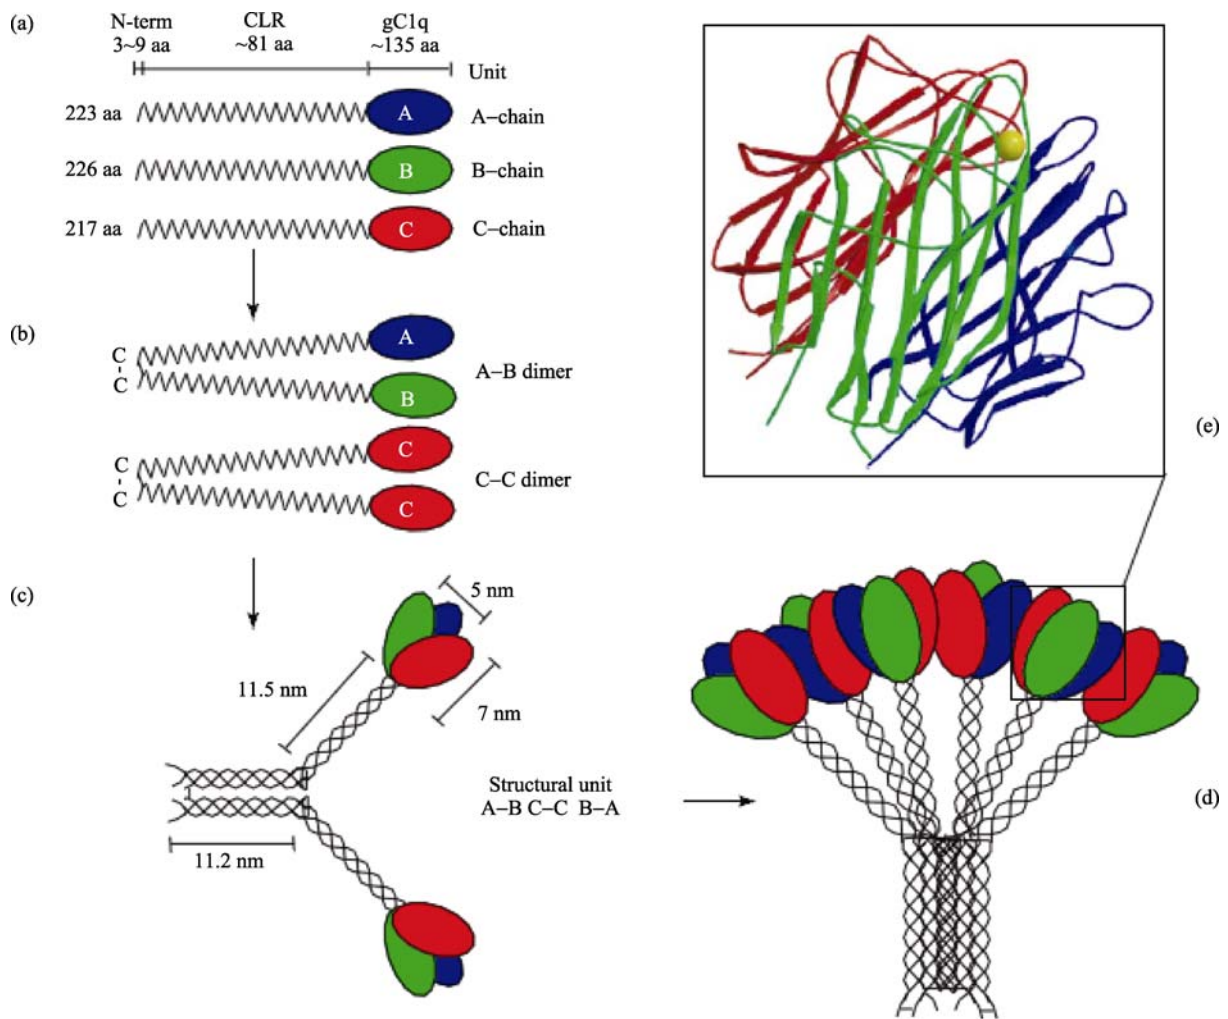 (a)
N-term CLR gC1q
3~9 aa ~81 aa ~135 aa
Unit
223 aa A A–chain
226 aa B B–chain
217 aa C C–chain
(b)
C
C
A
B
A–B dimer
C
C
C
C
C–C dimer
(c)
5 nm
11.5 nm
7 nm
Structural unit
A–B C–C B–A
11.2 nm
(e)
(d)